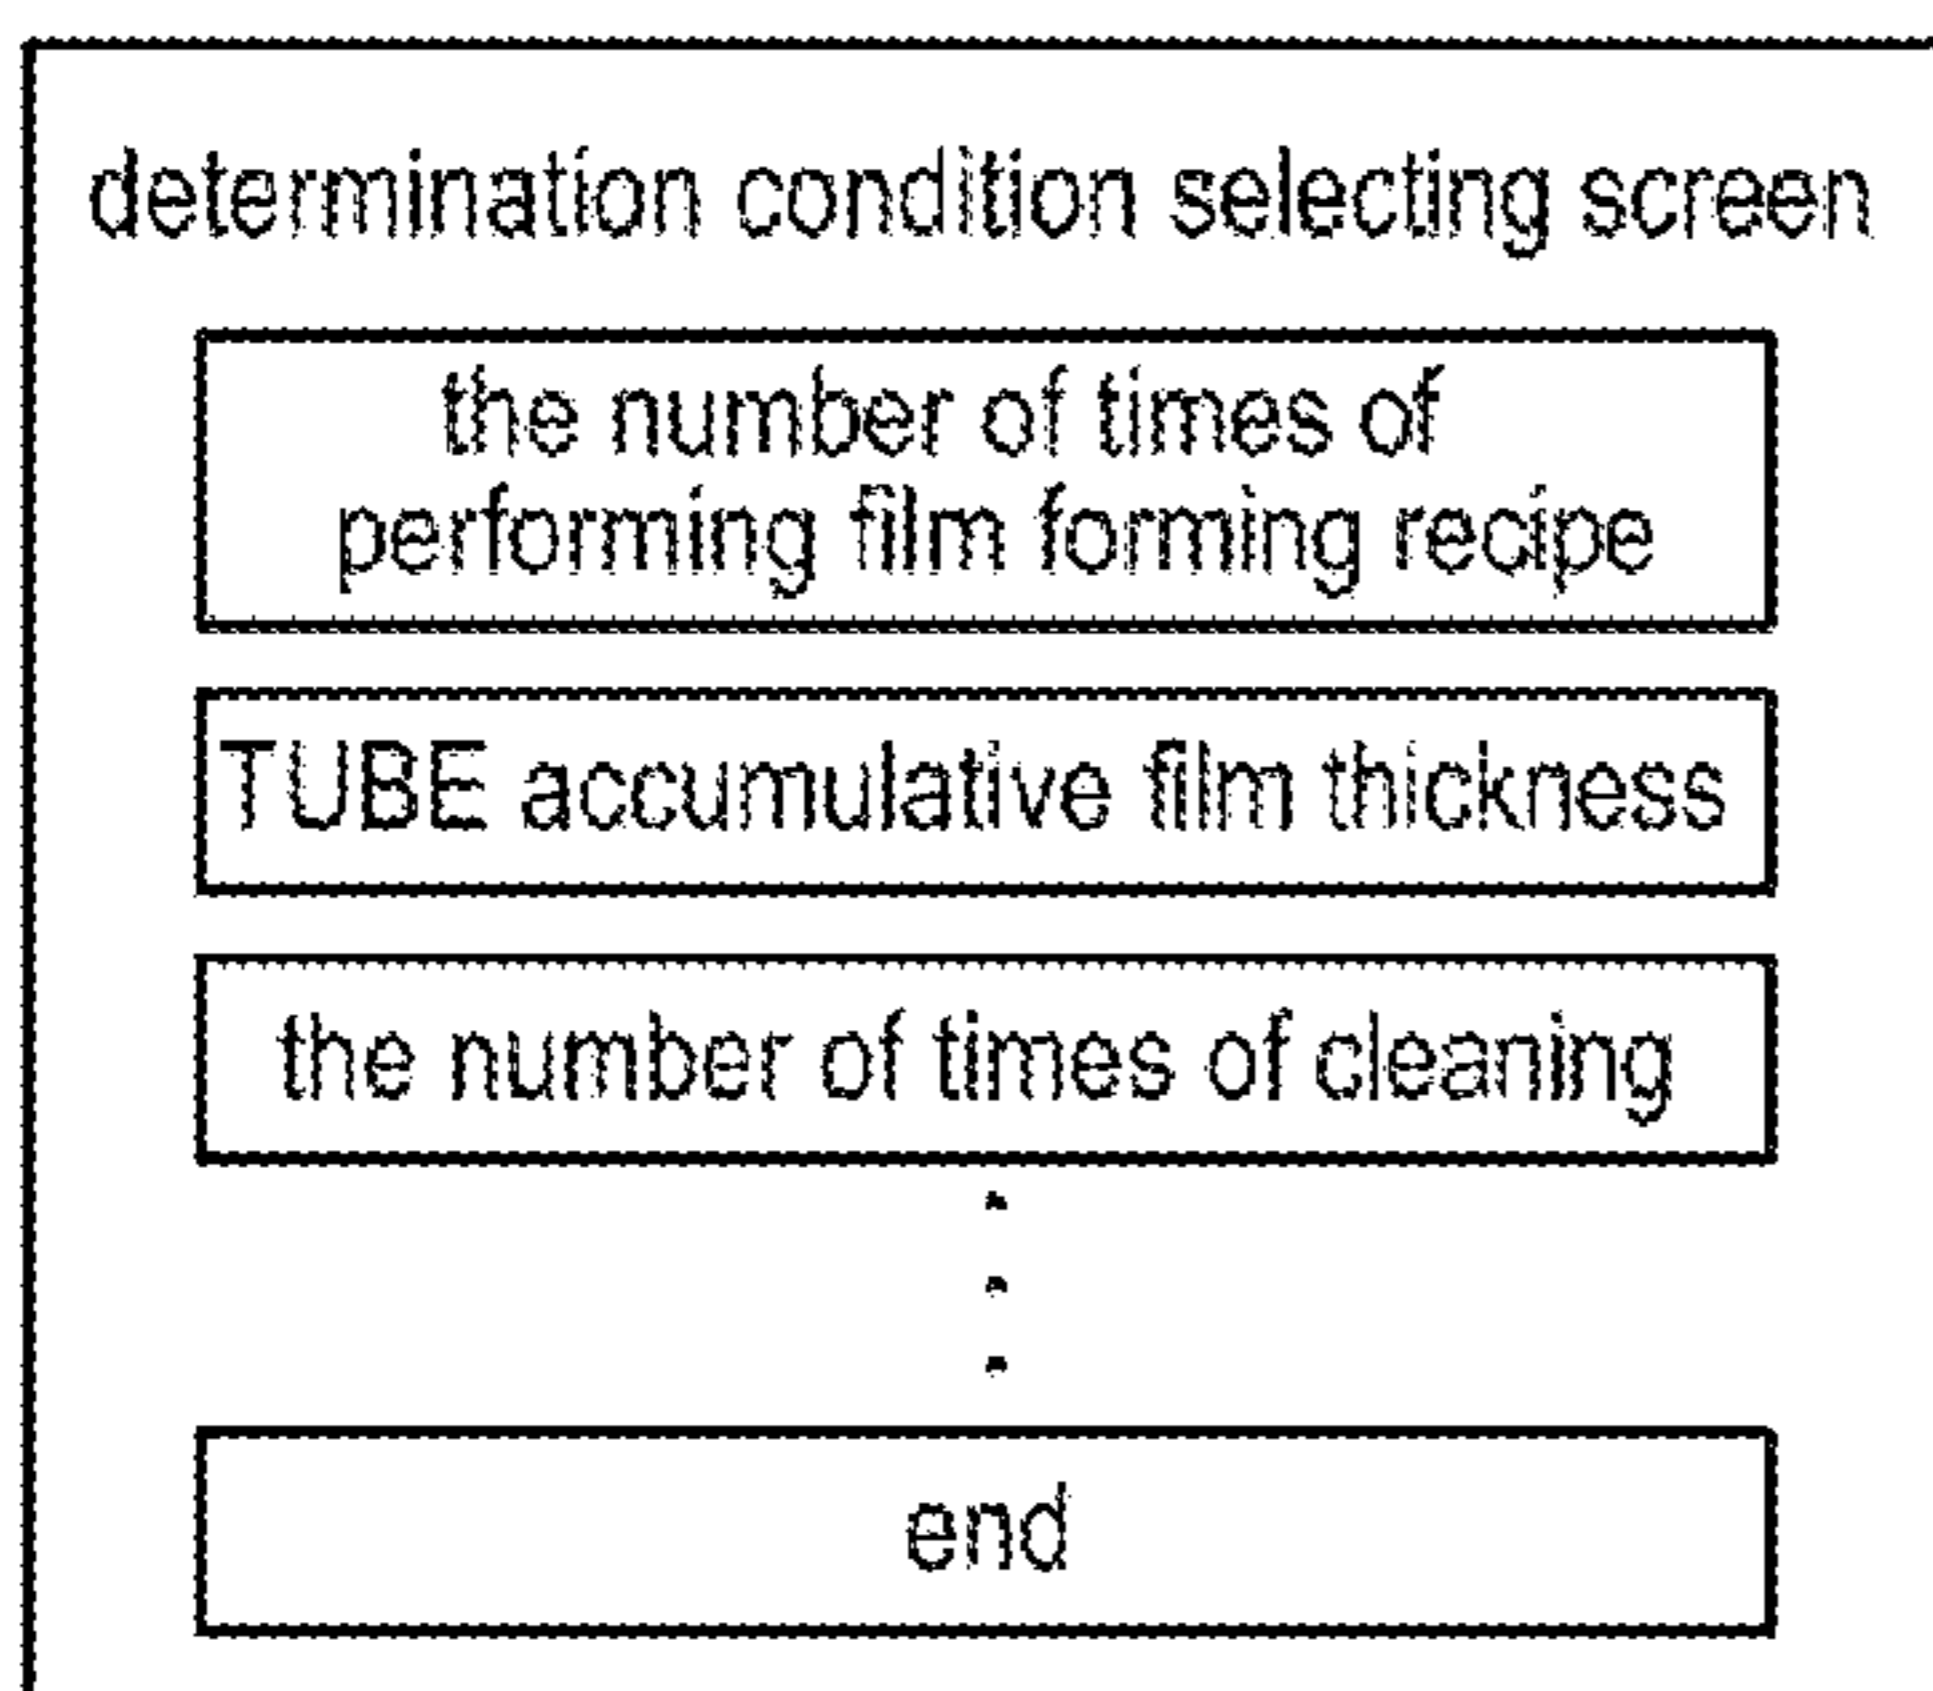 determination condition selecting screen
the number of times of
performing film forming recipe
TUBE accumulative film thickness
the number of times of cleaning
end